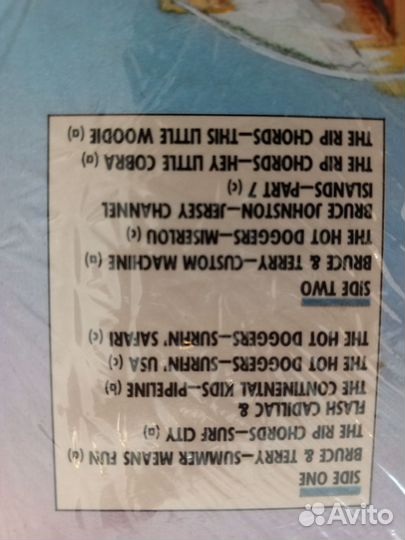 SIDE ONE
BRUCE & TERRY—SUMMER MEANS FUN (a)
THE RIP CHORDS—SURF CITY (a)
FLASH CADILLAC &
THE CONTINENTAL KIDS—PIPELINE (b)
THE HOT DOGGERS—SURFIN' USA (c)
THE HOT DOGGERS—SURFIN' SAFARI (c)
SIDE TWO
BRUCE & TERRY—CUSTOM MACHINE (a)
THE HOT DOGGERS—MISERLOU (c)
BRUCE JOHNSTON—JERSEY CHANNEL
ISLANDS—PART 7 (c)
THE RIP CHORDS—HEY LITTLE COBRA (a)
THE RIP CHORDS—THIS LITTLE WOODIE (a)
Avito